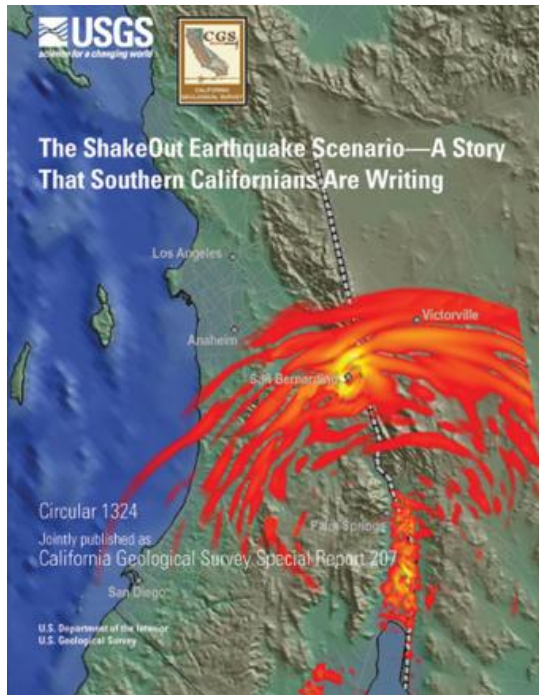 USGS
science for a changing world
CGS
CALIFORNIA
GEOLOGICAL SURVEY
The ShakeOut Earthquake Scenario—A Story
That Southern Californians Are Writing
Los Angeles
Victorville
Anaheim
San Bernardino
Circular 1324
Palm Springs
Jointly published as
California Geological Survey Special Report 207
San Diego
U.S. Department of the Interior
U.S. Geological Survey